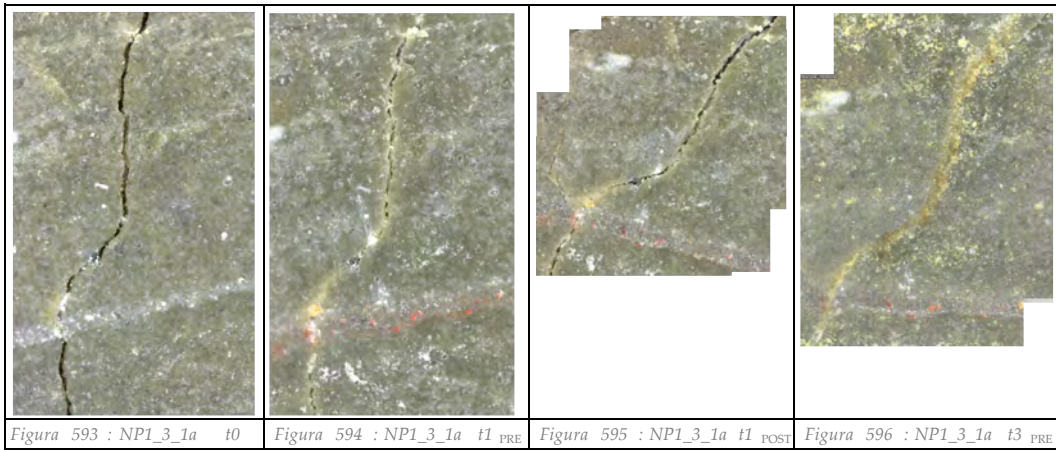 Figura 593 : NP1_3_1a t0
Figura 594 : NP1_3_1a t1 PRE
Figura 595 : NP1_3_1a t1 POST
Figura 596 : NP1_3_1a t3 PRE